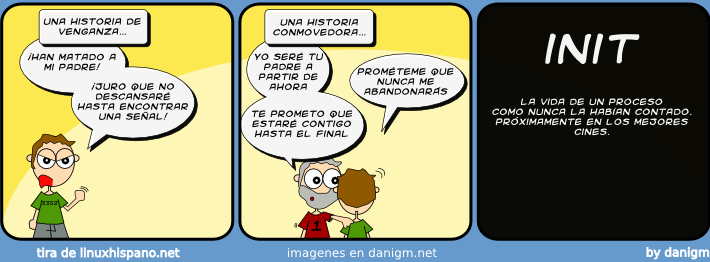 UNA HISTORIA DE
VENGANZA...
¡HAN MATADO A
MI PADRE!
¡JURO QUE NO
DESCANSARÉ
HASTA ENCONTRAR
UNA SEÑAL!
3352
UNA HISTORIA
CONMOVEDORA...
YO SERÉ TU
PADRE A
PARTIR DE
AHORA
PROMÉTEME QUE
NUNCA ME
ABANDONARÁS
TE PROMETO QUE
ESTARÉ CONTIGO
HASTA EL FINAL
1
INIT
LA VIDA DE UN PROCESO
COMO NUNCA LA HABÍAN CONTADO.
PRÓXIMAMENTE EN LOS MEJORES
CINES.
tira de linuxhispano.net
imagenes en danigm.net
by danigm